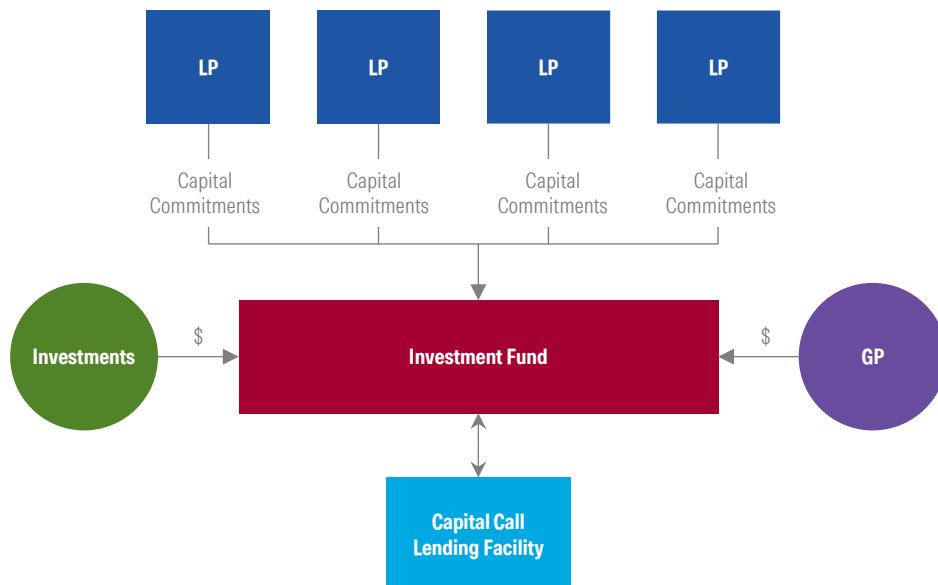 LP
LP
LP
LP
Capital
Commitments
Capital
Commitments
Capital
Commitments
Capital
Commitments
Investments
$
Investment Fund
$
GP
Capital Call
Lending Facility